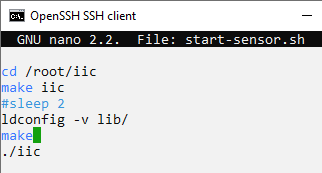 OpenSSH SSH client
GNU nano 2.2. File: start-sensor.sh
cd /root/iic
make iic
#sleep 2
ldconfig -v lib/
make
./iic